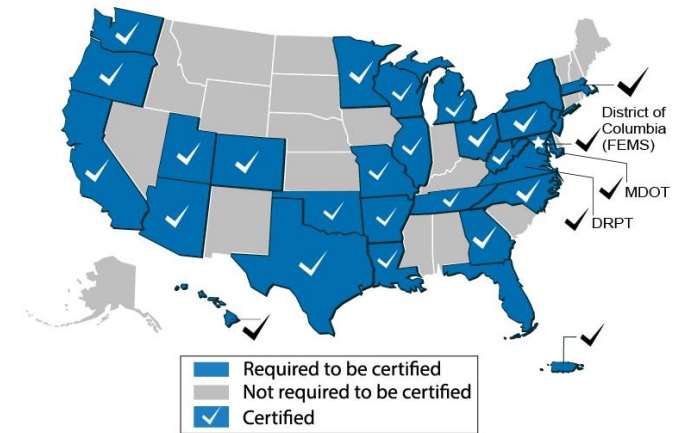 District of
Columbia
(FEMS)
MDOT
DRPT
Required to be certified
Not required to be certified
Certified